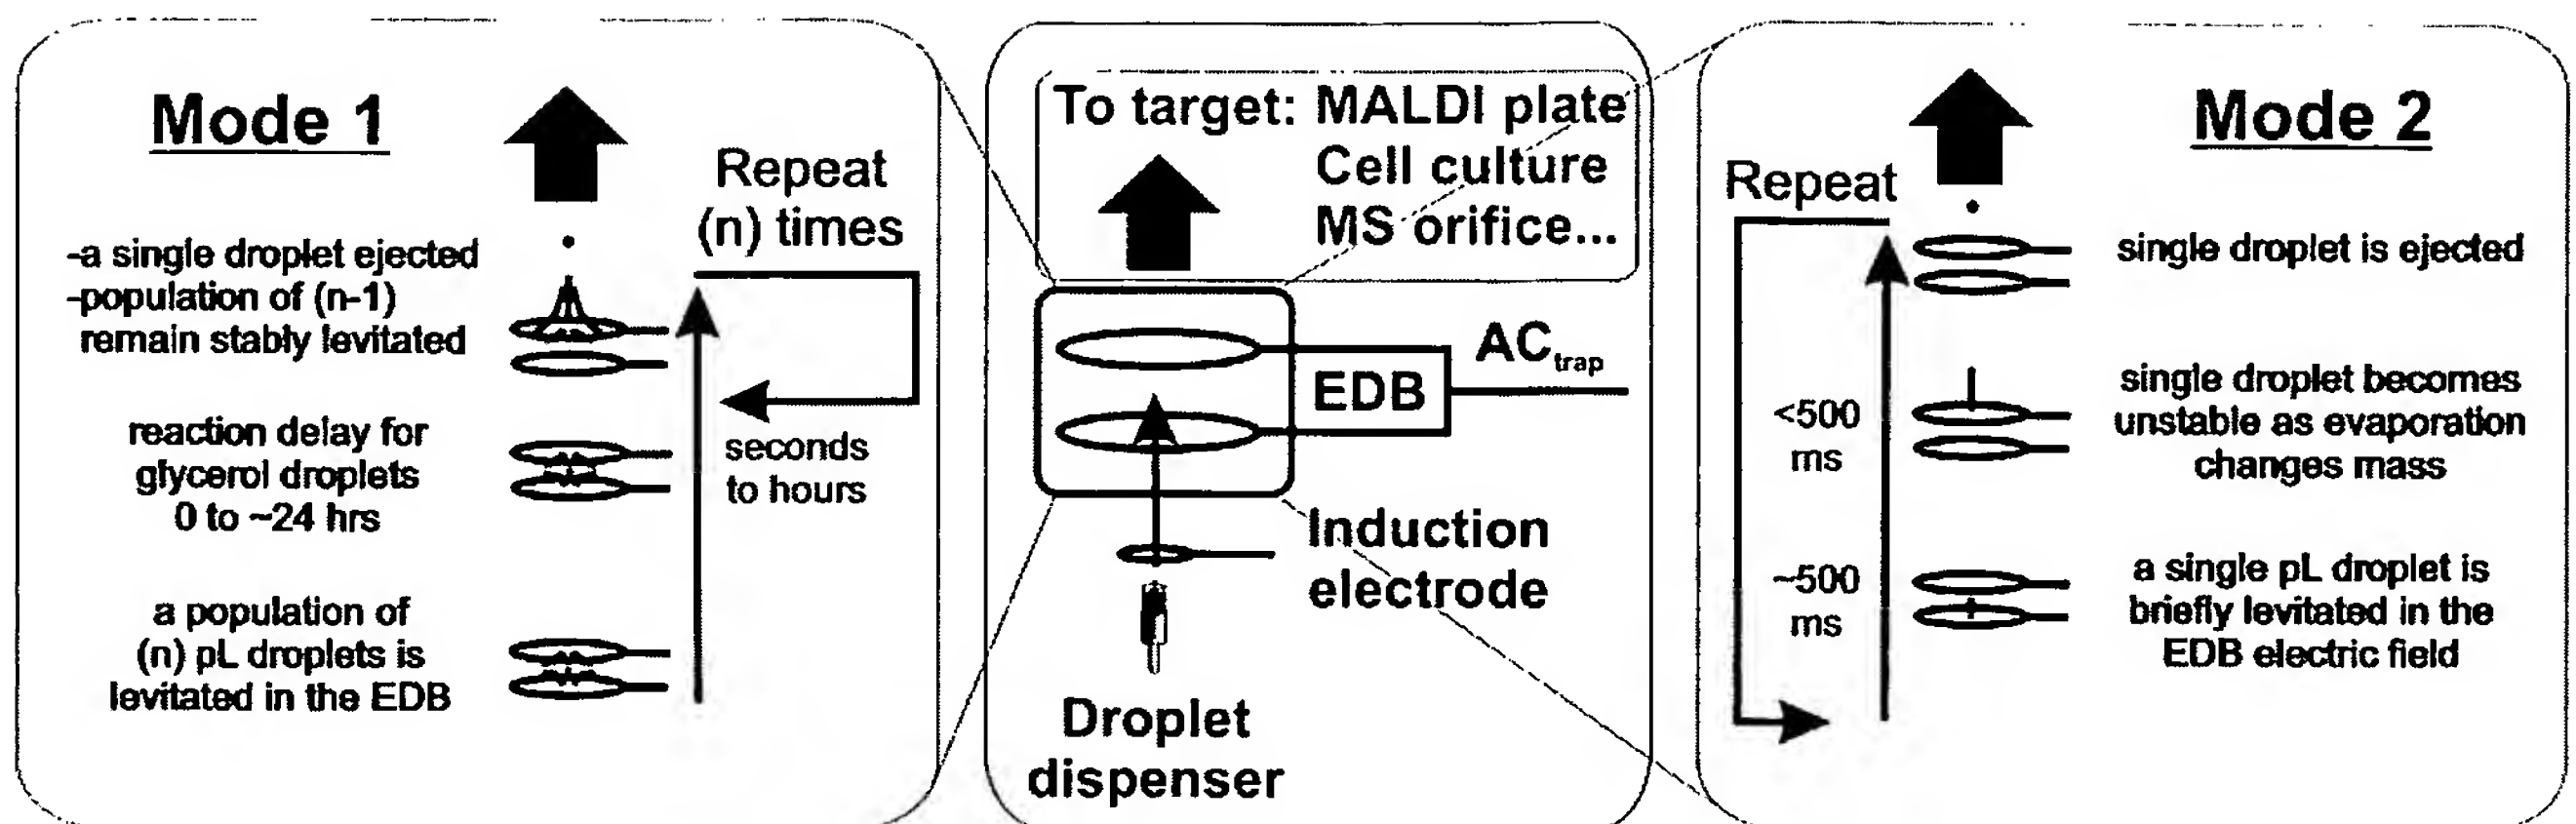 Mode 1
Repeat
(n) times
-a single droplet ejected
-population of (n-1)
remain stably levitated
reaction delay for
glycerol droplets
0 to ~24 hrs
seconds
to hours
a population of
(n) pL droplets is
levitated in the EDB
To target: MALDI plate
Cell culture
MS orifice...
EDB
ACtrap
Induction
electrode
Droplet
dispenser
Mode 2
Repeat
single droplet is ejected
<500
ms
single droplet becomes
unstable as evaporation
changes mass
~500
ms
a single pL droplet is
briefly levitated in the
EDB electric field